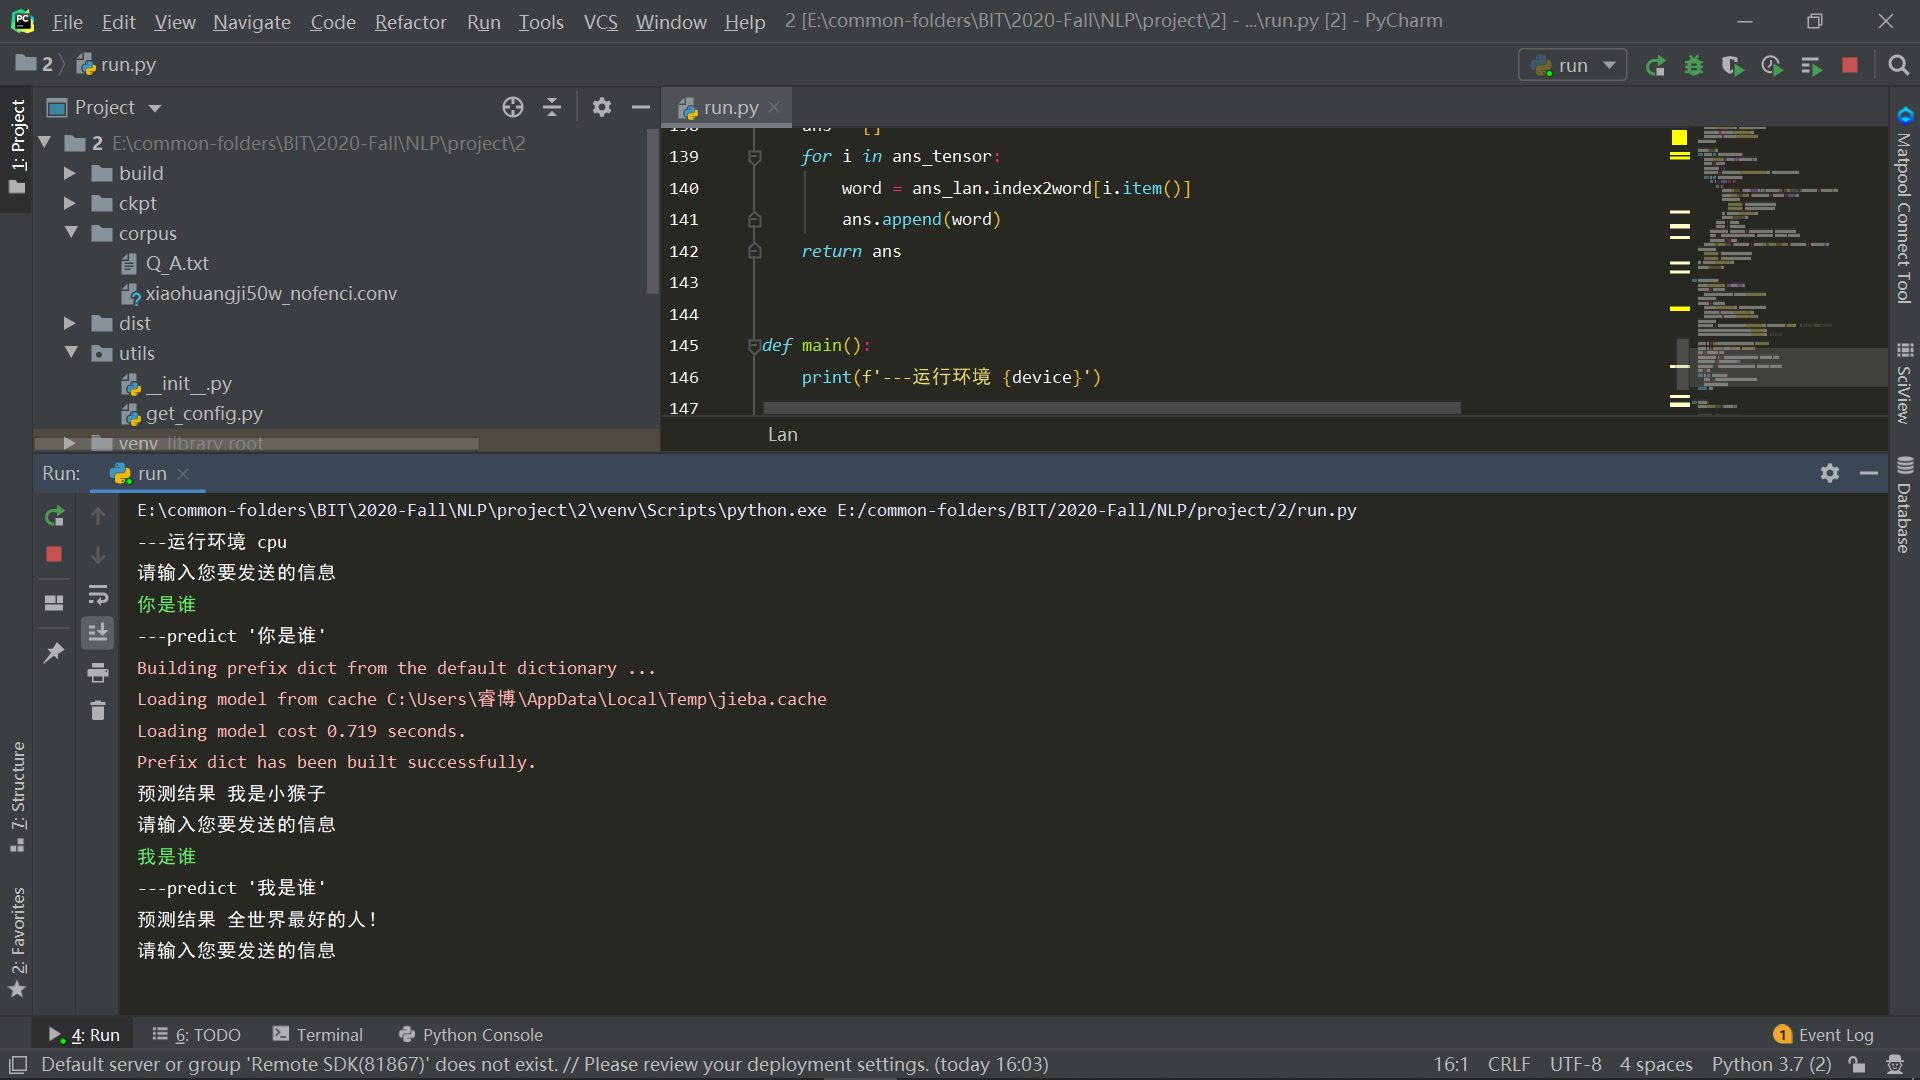 File Edit View Navigate Code Refactor Run Tools VCS Window Help 2 [E:\common-folders\BIT\2020-Fall\NLP\project\2] - ...\run.py [2] - PyCharm
2 run.py
run
1: Project
Project
2 E:\common-folders\BIT\2020-Fall\NLP\project\2
build
ckpt
corpus
Q_A.txt
xiaohuangji50w_nofenci.conv
dist
utils
__init__.py
get_config.py
venv library root
run.py
138 ans = []
139 for i in ans_tensor:
140 word = ans_lan.index2word[i.item()]
141 ans.append(word)
142 return ans
143
144
145 def main():
146 print(f'---运行环境 {device}')
147
Lan
Matpool Connect Tool
SciView
Database
Run: run
E:\common-folders\BIT\2020-Fall\NLP\project\2\venv\Scripts\python.exe E:/common-folders/BIT/2020-Fall/NLP/project/2/run.py
---运行环境 cpu
请输入您要发送的信息
你是谁
---predict '你是谁'
Building prefix dict from the default dictionary ...
Loading model from cache C:\Users\睿博\AppData\Local\Temp\jieba.cache
Loading model cost 0.719 seconds.
Prefix dict has been built successfully.
预测结果 我是小猴子
请输入您要发送的信息
我是谁
---predict '我是谁'
预测结果 全世界最好的人！
请输入您要发送的信息
7: Structure
2: Favorites
4: Run 6: TODO Terminal Python Console 1 Event Log
Default server or group 'Remote SDK(81867)' does not exist. // Please review your deployment settings. (today 16:03) 16:1 CRLF UTF-8 4 spaces Python 3.7 (2)